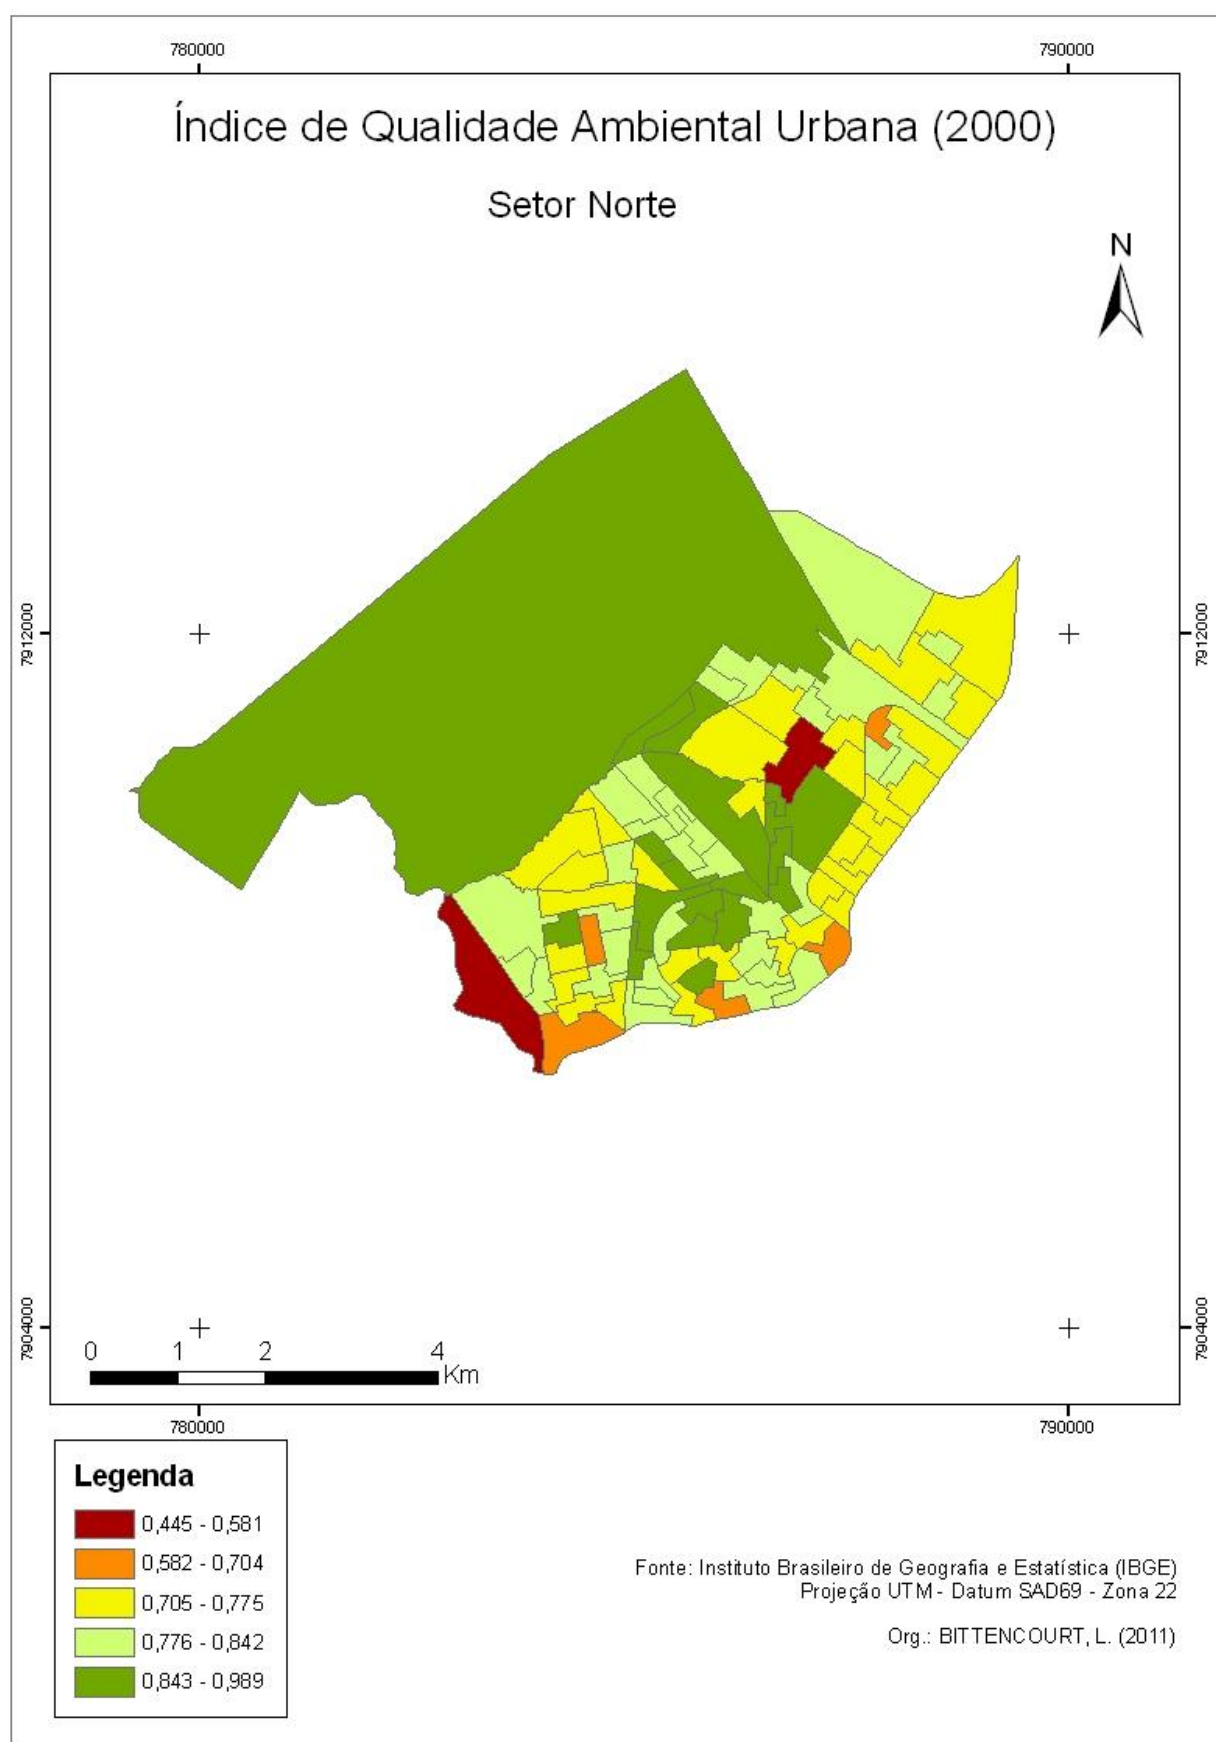 780000
790000
Índice de Qualidade Ambiental Urbana (2000)
Setor Norte
N
7912000
7912000
7904000
7904000
0 1 2 4
Km
780000
790000
Legenda
0,445 - 0,581
0,582 - 0,704
0,705 - 0,775
0,776 - 0,842
0,843 - 0,989
Fonte: Instituto Brasileiro de Geografia e Estatística (IBGE)
Projeção UTM - Datum SAD69 - Zona 22
Org.: BITTENCOURT, L. (2011)